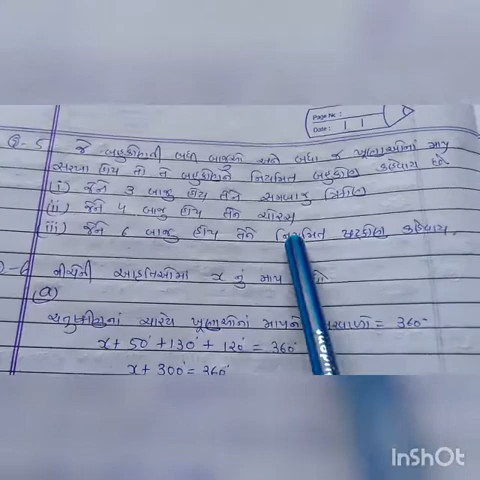 Page No :
Date :
Q-5 જે બહુકોણની બધી બાજુઓ અને બધા જ ખૂણાઓનાં માપ
સરખા હોય તો તે બહુકોણને નિયમિત બહુકોણ કહેવાય છે
(i) જેને 3 બાજુ હોય તેને સમબાજુ ત્રિકોણ
(ii) જેને 4 બાજુ હોય તેને ચોરસ
(iii) જેને 6 બાજુ હોય તેને નિયમિત ષટ્કોણ કહેવાય.
-6 નીચેની આકૃતિઓમાં x નું માપ
(a)
ચતુષ્કોણનાં ચારેય ખૂણાઓનાં માપનો સરવાળો = 360°
x + 50° + 130° + 120° = 360°
x + 300° = 360°
InShOt